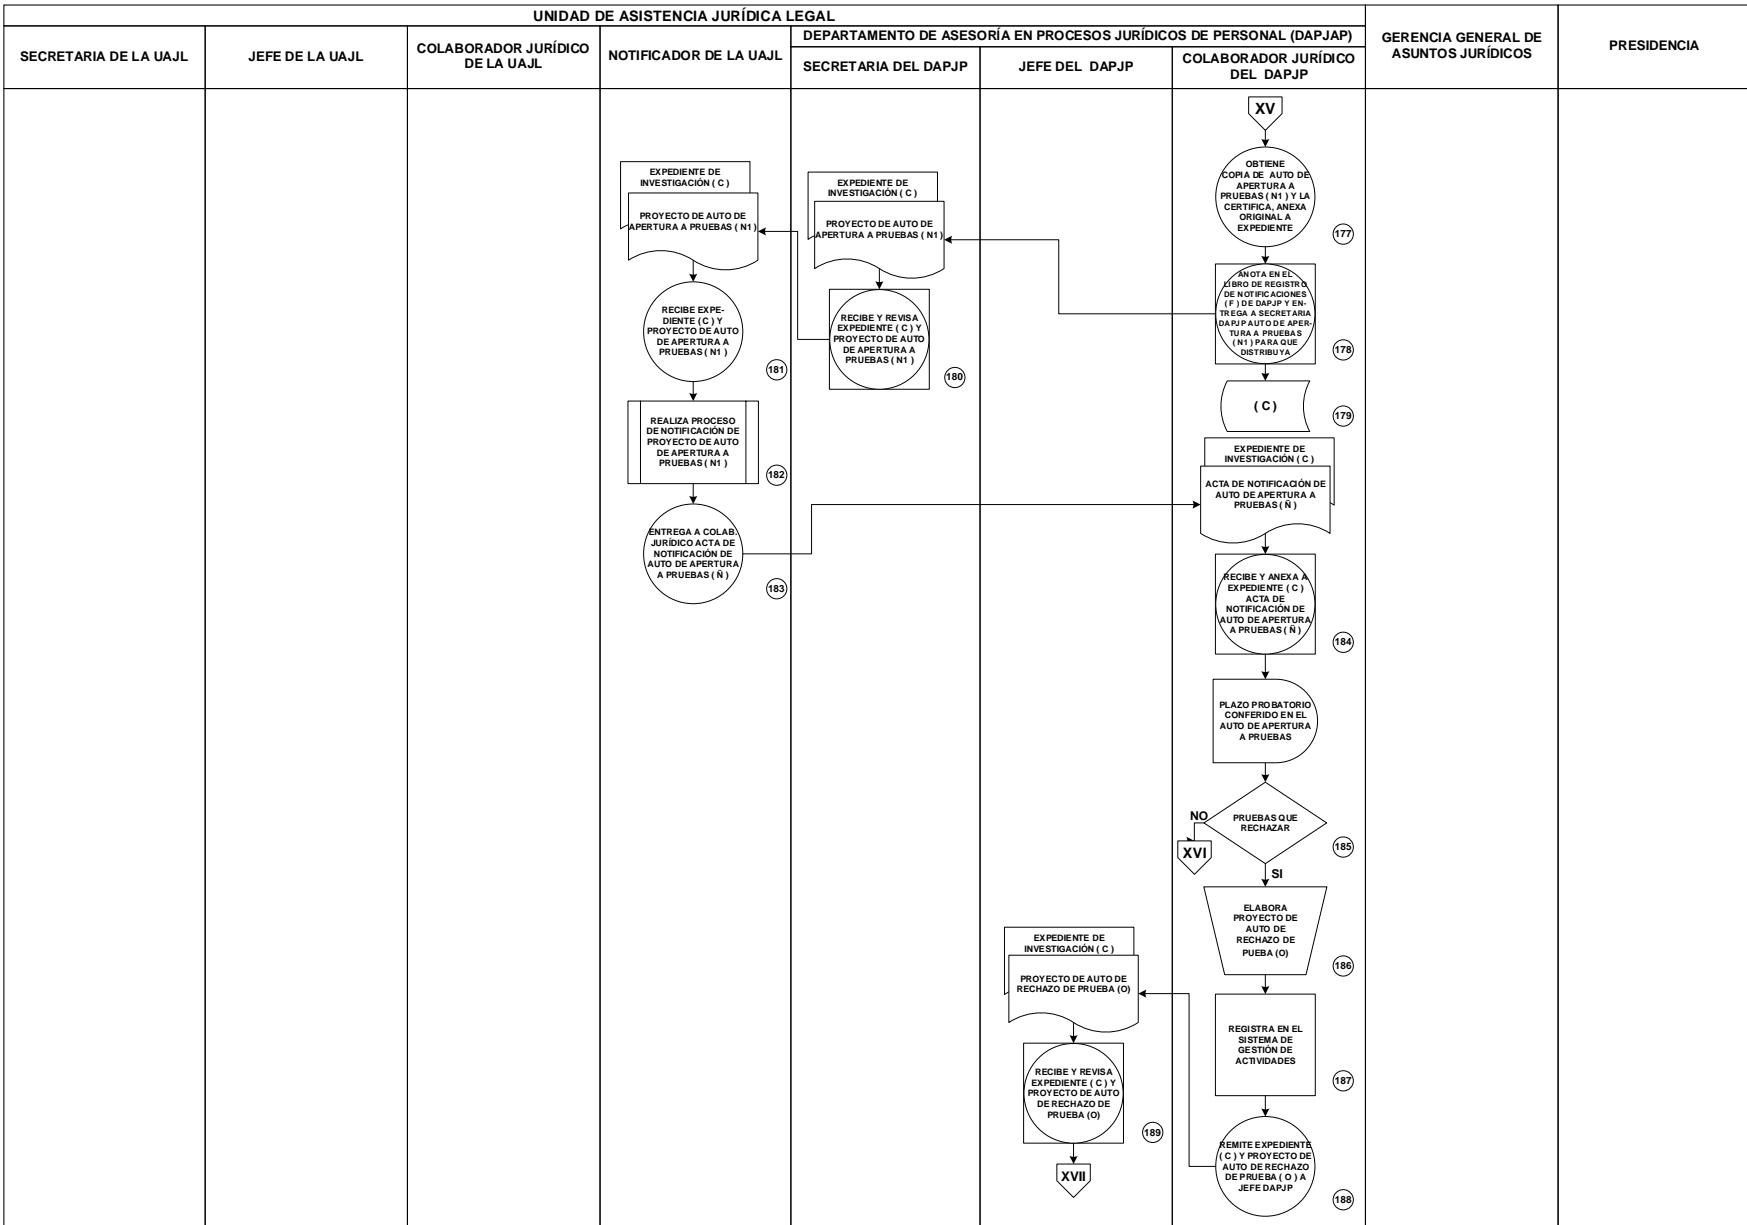 UNIDAD DE ASISTENCIA JURÍDICA LEGAL
SECRETARIA DE LA UAJL
JEFE DE LA UAJL
COLABORADOR JURÍDICO
DE LA UAJL
NOTIFICADOR DE LA UAJL
DEPARTAMENTO DE ASESORÍA EN PROCESOS JURÍDICOS DE PERSONAL (DAPJAP)
SECRETARIA DEL DAPJP
JEFE DEL DAPJP
COLABORADOR JURÍDICO
DEL DAPJP
GERENCIA GENERAL DE
ASUNTOS JURÍDICOS
PRESIDENCIA
XV
OBTIENE
COPIA DE AUTO DE
APERTURA A
PRUEBAS ( N1 ) Y LA
CERTIFICA, ANEXA
ORIGINAL A
EXPEDIENTE
177
ANOTA EN EL
LIBRO DE REGISTRO
DE NOTIFICACIONES
( F ) DE DAPJP Y EN-
TREGA A SECRETARIA
DAPJP AUTO DE APER-
TURA A PRUEBAS
( N1 ) PARA QUE
DISTRIBUYA
178
( C )
179
EXPEDIENTE DE
INVESTIGACIÓN ( C )
PROYECTO DE AUTO DE
APERTURA A PRUEBAS ( N1)
RECIBE Y REVISA
EXPEDIENTE ( C ) Y
PROYECTO DE AUTO
DE APERTURA A
PRUEBAS ( N1 )
180
EXPEDIENTE DE
INVESTIGACIÓN ( C )
PROYECTO DE AUTO DE
APERTURA A PRUEBAS ( N1)
RECIBE EXPE-
DIENTE ( C ) Y
PROYECTO DE AUTO
DE APERTURA A
PRUEBAS ( N1 )
181
REALIZA PROCESO
DE NOTIFICACIÓN DE
PROYECTO DE AUTO
DE APERTURA A
PRUEBAS ( N1 )
182
ENTREGA A COLAB.
JURÍDICO ACTA DE
NOTIFICACIÓN DE
AUTO DE APERTURA
A PRUEBAS ( Ñ )
183
EXPEDIENTE DE
INVESTIGACIÓN ( C )
ACTA DE NOTIFICACIÓN DE
AUTO DE APERTURA A
PRUEBAS ( Ñ )
RECIBE Y ANEXA A
EXPEDIENTE ( C )
ACTA DE
NOTIFICACIÓN DE
AUTO DE APERTURA
A PRUEBAS ( Ñ )
184
PLAZO PROBATORIO
CONFERIDO EN EL
AUTO DE APERTURA
A PRUEBAS
PRUEBAS QUE
RECHAZAR
185
NO
XVI
SI
ELABORA
PROYECTO DE
AUTO DE
RECHAZO DE
PUEBA (O)
186
REGISTRA EN EL
SISTEMA DE
GESTIÓN DE
ACTIVIDADES
187
REMITE EXPEDIENTE
( C ) Y PROYECTO DE
AUTO DE RECHAZO
DE PRUEBA ( O ) A
JEFE DAPJP
188
EXPEDIENTE DE
INVESTIGACIÓN ( C )
PROYECTO DE AUTO DE
RECHAZO DE PRUEBA (O)
RECIBE Y REVISA
EXPEDIENTE ( C ) Y
PROYECTO DE AUTO
DE RECHAZO DE
PRUEBA (O)
189
XVII